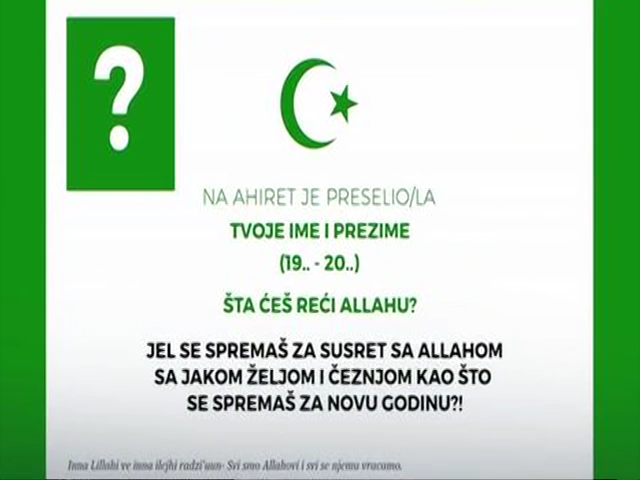 ?
NA AHIRET JE PRESELIO/LA
TVOJE IME I PREZIME
(19.. - 20..)
ŠTA ĆEŠ REĆI ALLAHU?
JEL SE SPREMAŠ ZA SUSRET SA ALLAHOM
SA JAKOM ŽELJOM I ČEZNJOM KAO ŠTO
SE SPREMAŠ ZA NOVU GODINU?!
Inna Lillahi ve inna ilejhi radzi'uun- Svi smo Allahovi i svi se njemu vracamo.